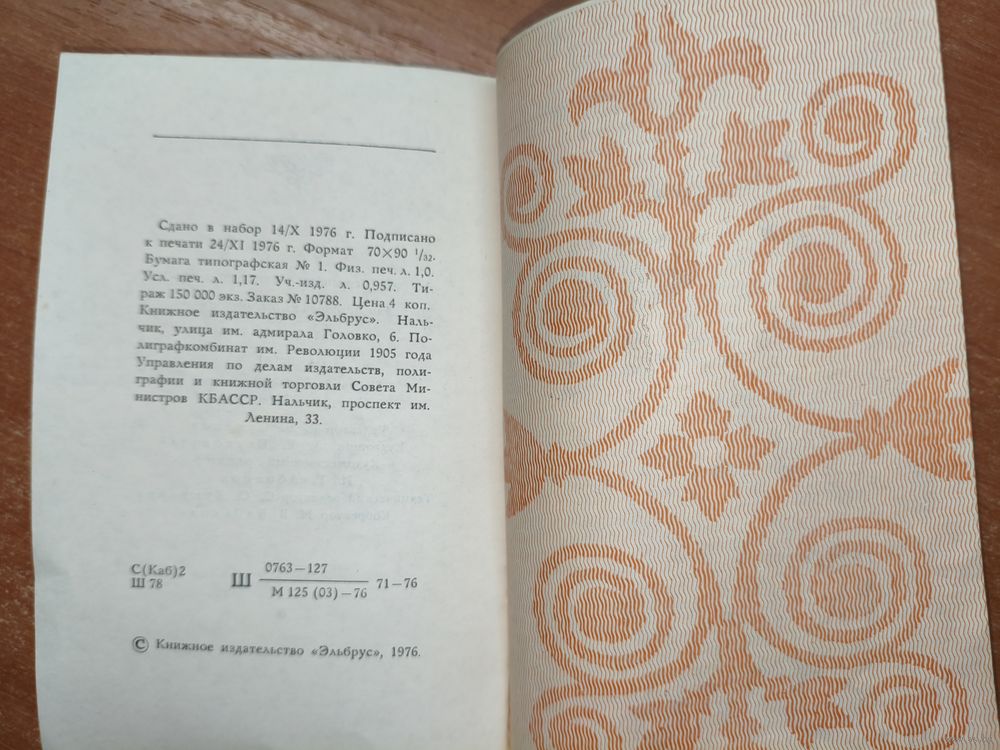 Сдано в набор 14/X 1976 г. Подписано
к печати 24/XI 1976 г. Формат 70×90 1/32.
Бумага типографская № 1. Физ. печ. л. 1,0.
Усл. печ. л. 1,17. Уч.-изд. л. 0,957. Ти-
раж 150 000 экз. Заказ № 10788. Цена 4 коп.
Книжное издательство «Эльбрус». Наль-
чик, улица им. адмирала Головко, 6. По-
лиграфкомбинат им. Революции 1905 года
Управления по делам издательств, поли-
графии и книжной торговли Совета Ми-
нистров КБАССР. Нальчик, проспект им.
Ленина, 33.
С(Каб)2
Ш 78
Ш 0763—127
М 125 (03)—76 71—76
© Книжное издательство «Эльбрус», 1976.